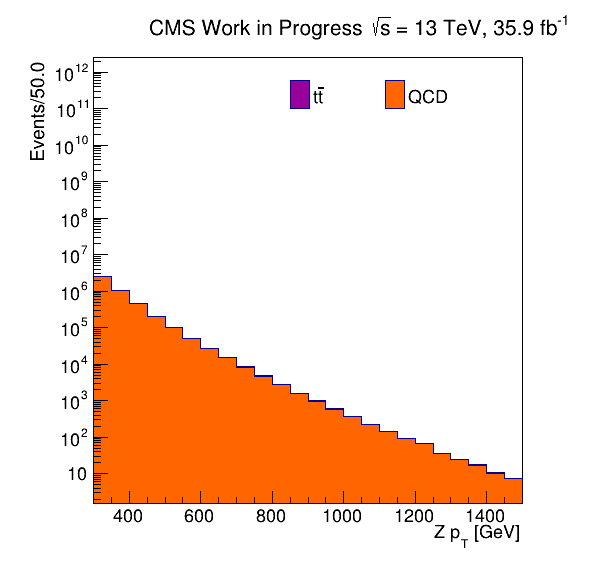 CMS Work in Progress √s = 13 TeV, 35.9 fb⁻¹
Events/50.0
tt̄
QCD
10¹²
10¹¹
10¹⁰
10⁹
10⁸
10⁷
10⁶
10⁵
10⁴
10³
10²
10
400 600 800 1000 1200 1400
Z p_T [GeV]